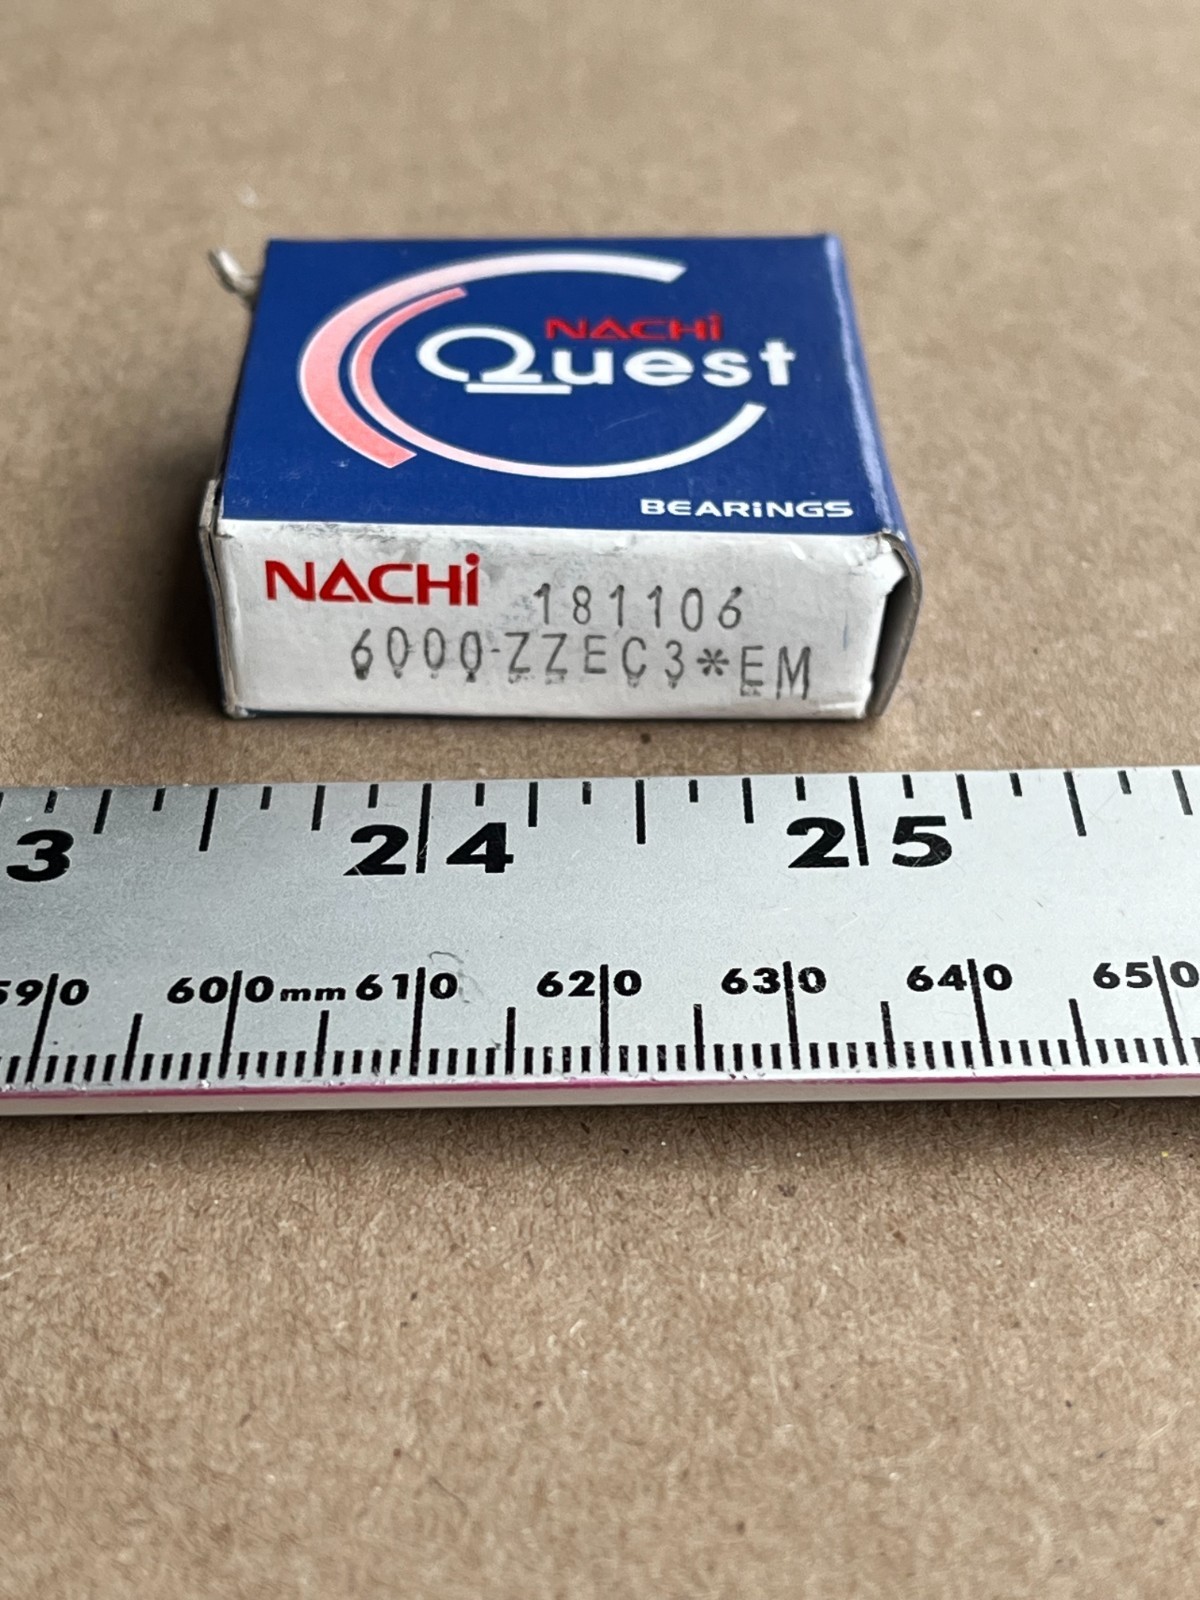 NACHi
Quest
BEARiNGS
NACHi 181106
6000-ZZEC3*EM
3 24 25
590 600mm 610 620 630 640 650